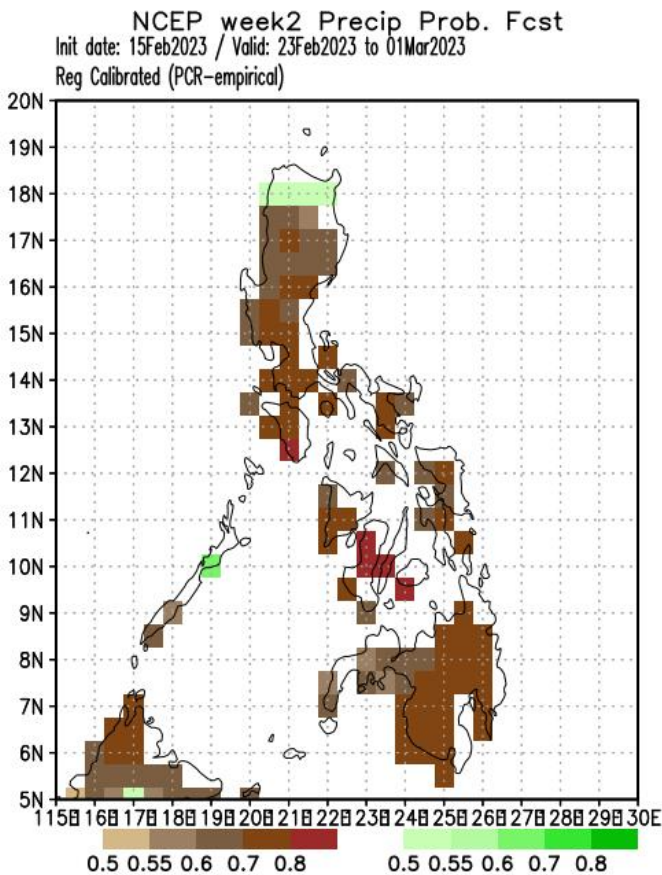 NCEP week2 Precip Prob. Fcst
Init date: 15Feb2023 / Valid: 23Feb2023 to 01Mar2023
Reg Calibrated (PCR-empirical)
20N
19N
18N
17N
16N
15N
14N
13N
12N
11N
10N
9N
8N
7N
6N
5N
115E 116E 117E 118E 119E 120E 121E 122E 123E 124E 125E 126E 127E 128E 129E 130E
0.5 0.55 0.6 0.7 0.8 0.5 0.55 0.6 0.7 0.8